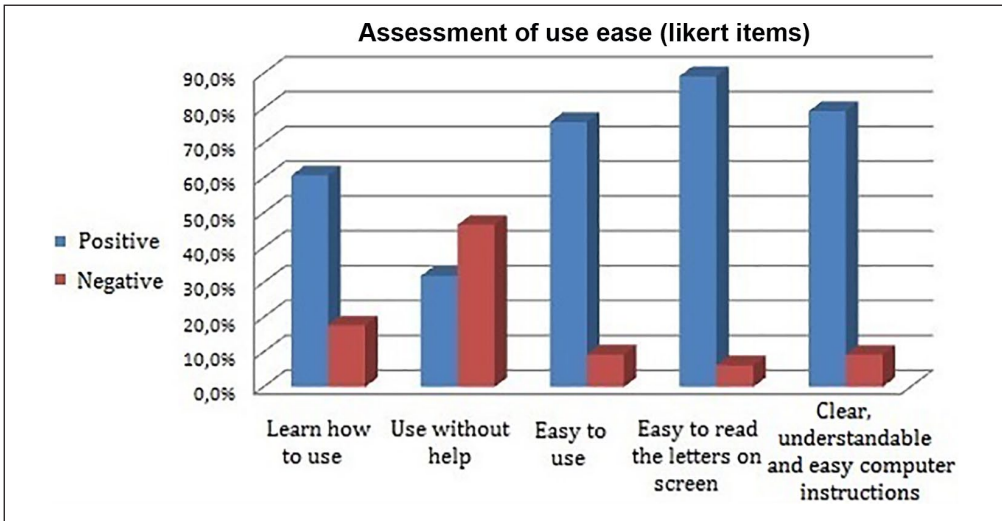 Assessment of use ease (likert items)
90,0%
80,0%
70,0%
60,0%
50,0%
40,0%
30,0%
20,0%
10,0%
0,0%
Positive
Negative
Learn how
to use
Use without
help
Easy to
use
Easy to read
the letters on
screen
Clear,
understandable
and easy computer
instructions